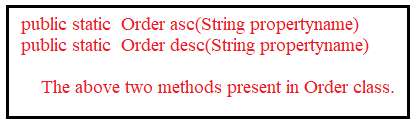 public static  Order asc(String propertyname)
public static  Order desc(String propertyname)
The above two methods present in Order class.